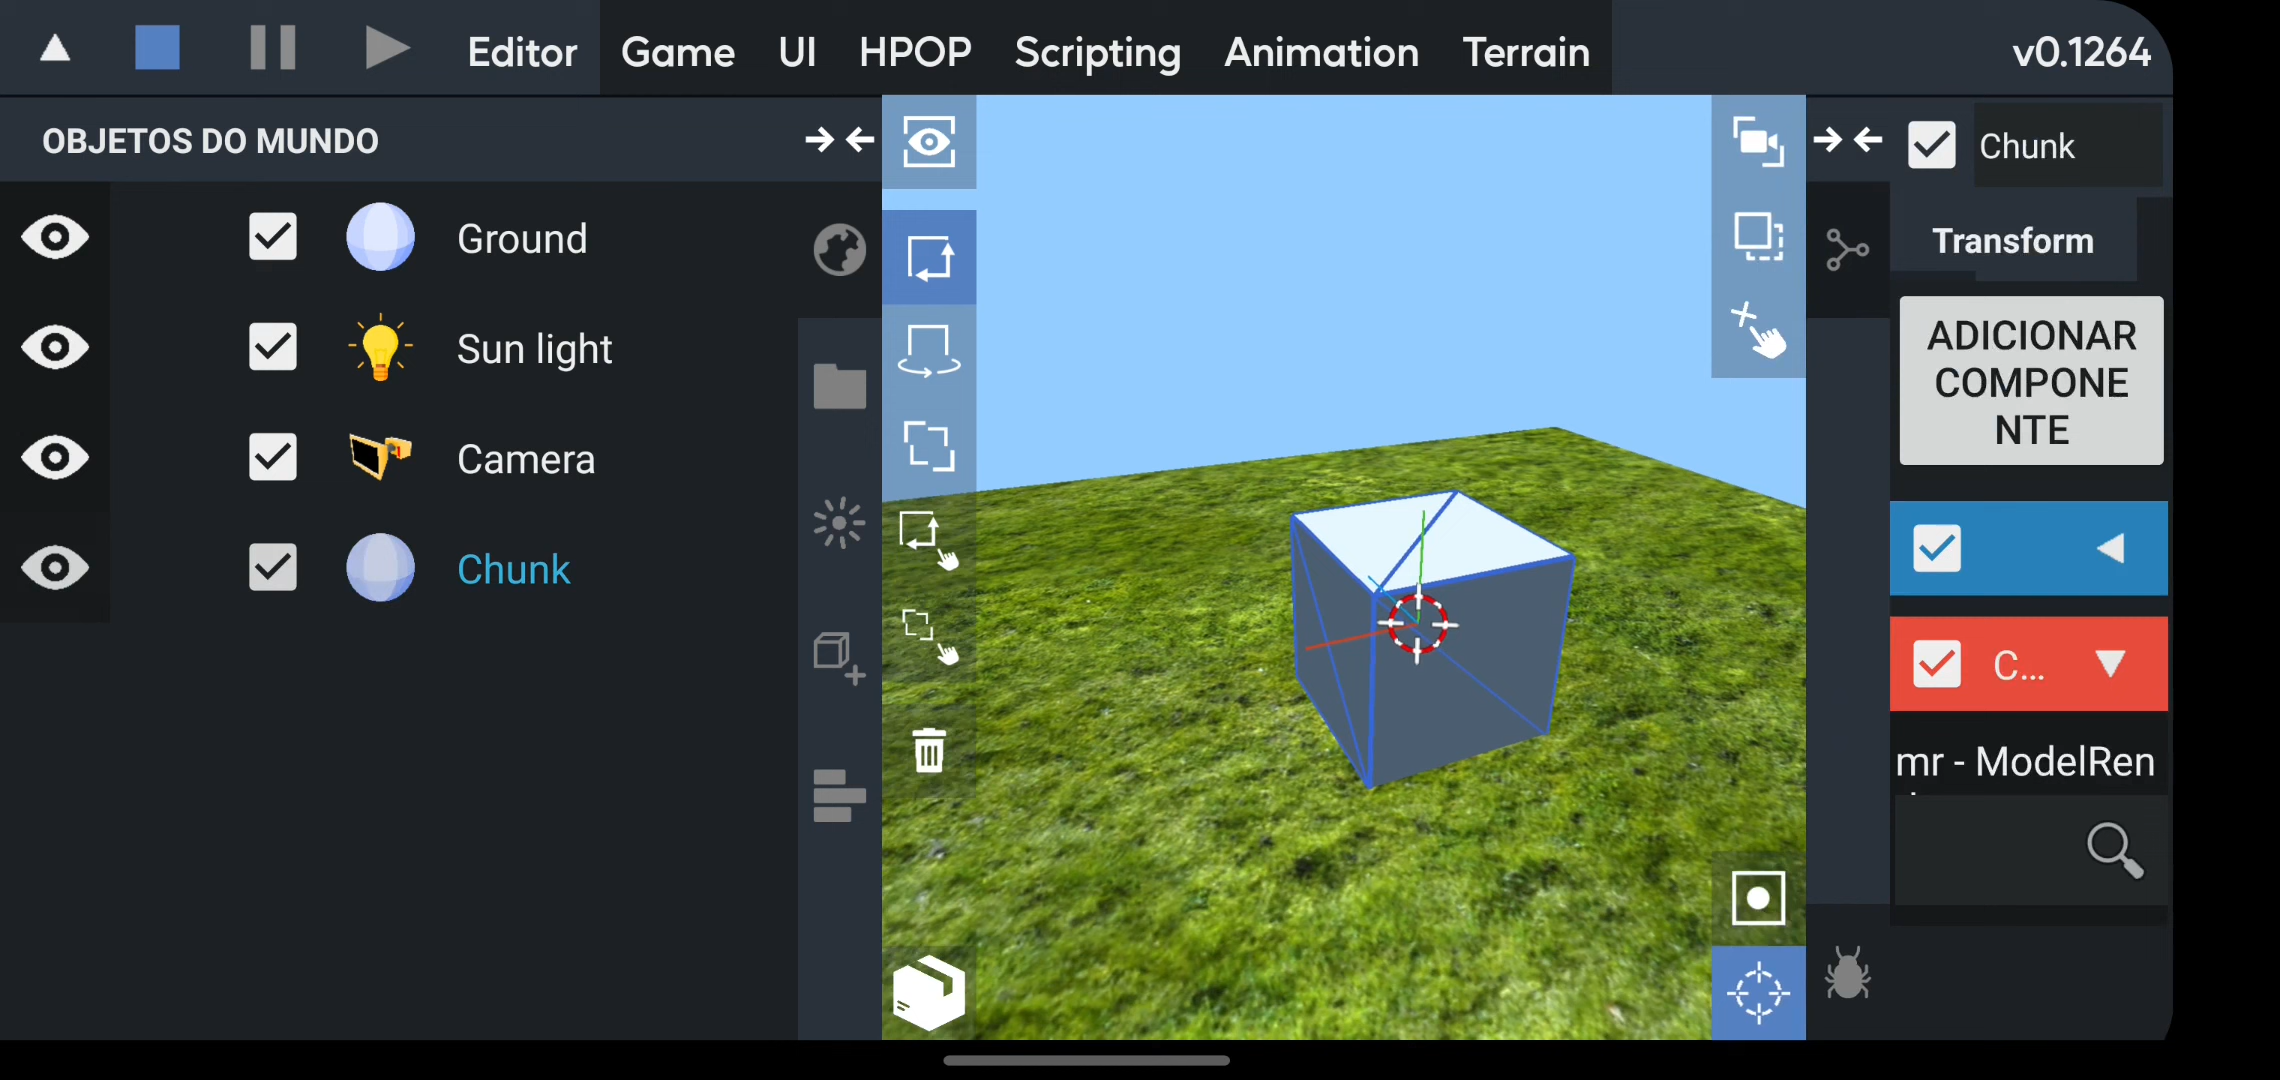 Editor Game UI HPOP Scripting Animation Terrain v0.1264
OBJETOS DO MUNDO
Chunk
Ground
Transform
Sun light
ADICIONAR
COMPONE
NTE
Camera
Chunk
C...
mr - ModelRen